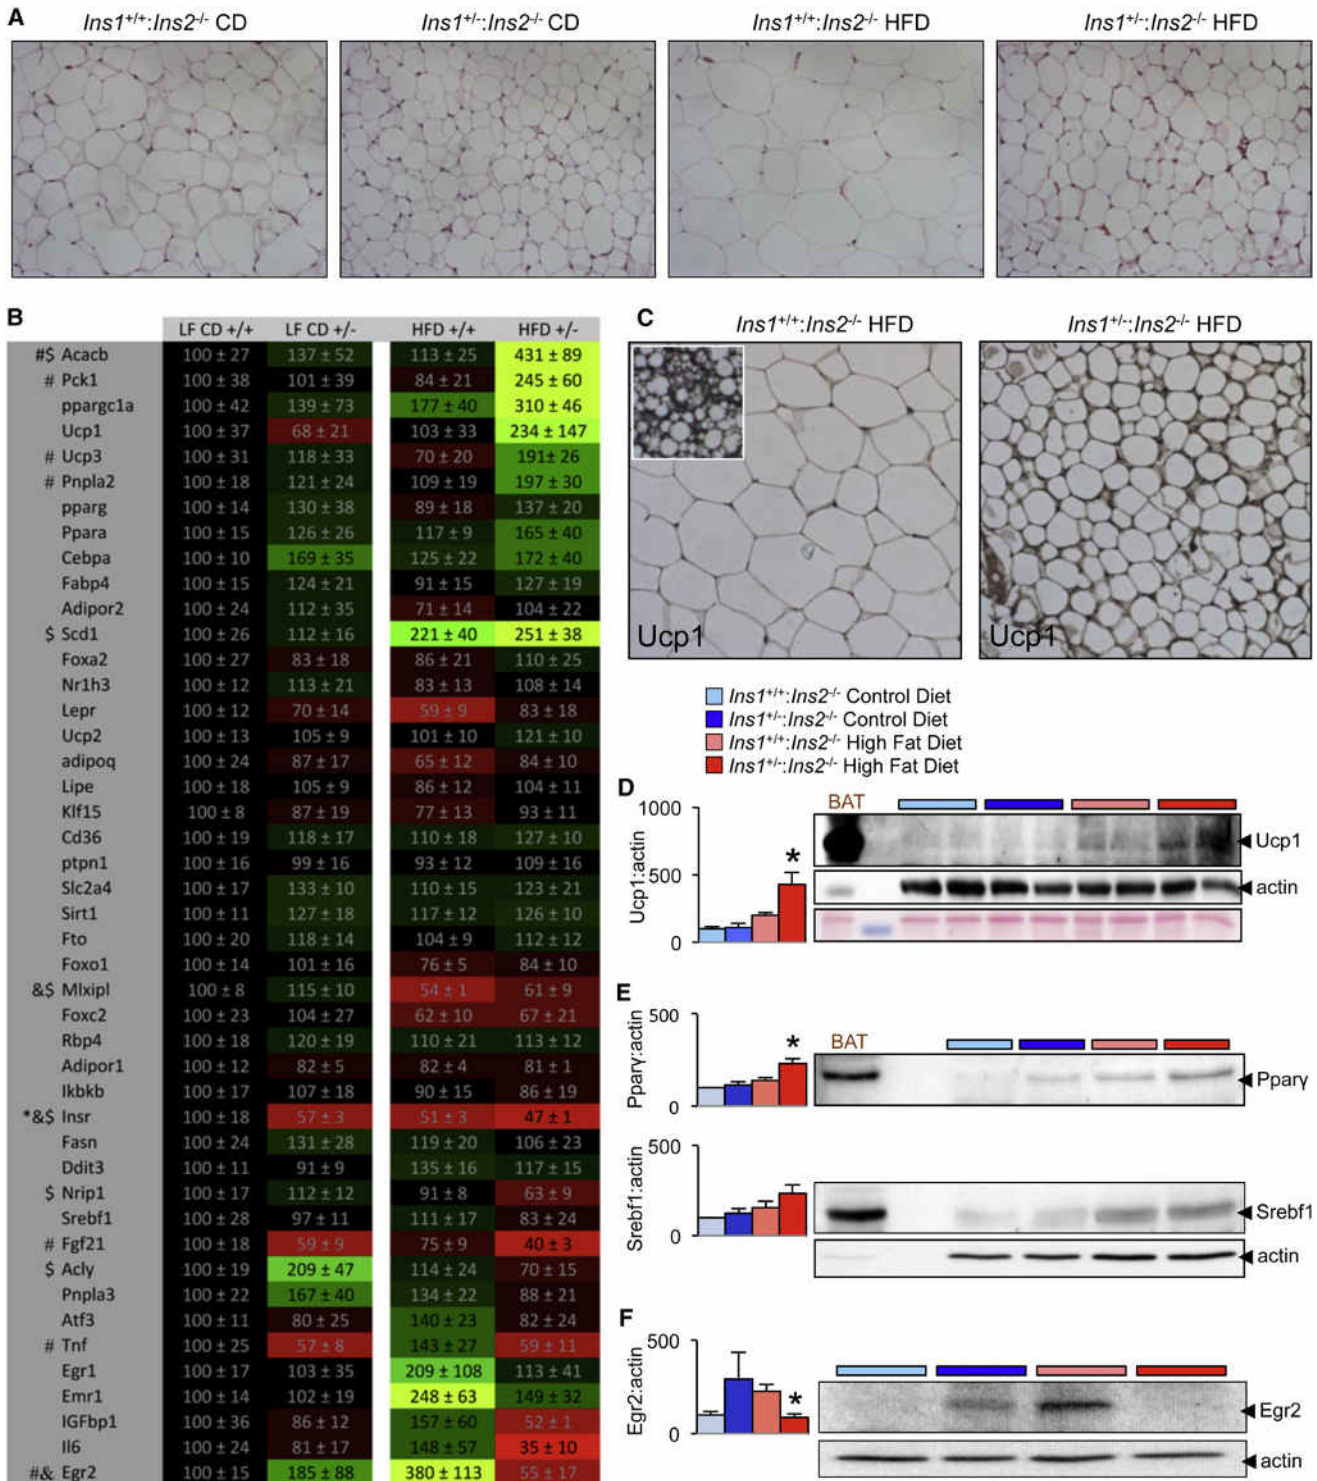 A
Ins1+/+:Ins2-/- CD
Ins1+/-:Ins2-/- CD
Ins1+/+:Ins2-/- HFD
Ins1+/-:Ins2-/- HFD
B
LF CD +/+ LF CD +/- HFD +/+ HFD +/-
#$ Acacb 100 ± 27 137 ± 52 113 ± 25 431 ± 89
# Pck1 100 ± 38 101 ± 39 84 ± 21 245 ± 60
ppargc1a 100 ± 42 139 ± 73 177 ± 40 310 ± 46
Ucp1 100 ± 37 68 ± 21 103 ± 33 234 ± 147
# Ucp3 100 ± 31 118 ± 33 70 ± 20 191± 26
# Pnpla2 100 ± 18 121 ± 24 109 ± 19 197 ± 30
pparg 100 ± 14 130 ± 38 89 ± 18 137 ± 20
Ppara 100 ± 15 126 ± 26 117 ± 9 165 ± 40
Cebpa 100 ± 10 169 ± 35 125 ± 22 172 ± 40
Fabp4 100 ± 15 124 ± 21 91 ± 15 127 ± 19
Adipor2 100 ± 24 112 ± 35 71 ± 14 104 ± 22
$ Scd1 100 ± 26 112 ± 16 221 ± 40 251 ± 38
Foxa2 100 ± 27 83 ± 18 86 ± 21 110 ± 25
Nr1h3 100 ± 12 113 ± 21 83 ± 13 108 ± 14
Lepr 100 ± 12 70 ± 14 59 ± 9 83 ± 18
Ucp2 100 ± 13 105 ± 9 101 ± 10 121 ± 10
adipoq 100 ± 24 87 ± 17 65 ± 12 84 ± 10
Lipe 100 ± 18 105 ± 9 86 ± 12 104 ± 11
Klf15 100 ± 8 87 ± 19 77 ± 13 93 ± 11
Cd36 100 ± 19 118 ± 17 110 ± 18 127 ± 10
ptpn1 100 ± 16 99 ± 16 93 ± 12 109 ± 16
Slc2a4 100 ± 17 133 ± 10 110 ± 15 123 ± 21
Sirt1 100 ± 11 127 ± 18 117 ± 12 126 ± 10
Fto 100 ± 20 118 ± 14 104 ± 9 112 ± 12
Foxo1 100 ± 14 101 ± 16 76 ± 5 84 ± 10
&$ Mlxipl 100 ± 8 115 ± 10 54 ± 1 61 ± 9
Foxc2 100 ± 23 104 ± 27 62 ± 10 67 ± 21
Rbp4 100 ± 18 120 ± 19 110 ± 21 113 ± 12
Adipor1 100 ± 12 82 ± 5 82 ± 4 81 ± 1
Ikbkb 100 ± 17 107 ± 18 90 ± 15 86 ± 19
*&$ Insr 100 ± 18 57 ± 3 51 ± 3 47 ± 1
Fasn 100 ± 24 131 ± 28 119 ± 20 106 ± 23
Ddit3 100 ± 11 91 ± 9 135 ± 16 117 ± 15
$ Nrip1 100 ± 17 112 ± 12 91 ± 8 63 ± 9
Srebf1 100 ± 28 97 ± 11 111 ± 17 83 ± 24
# Fgf21 100 ± 18 59 ± 9 75 ± 9 40 ± 3
$ Acly 100 ± 19 209 ± 47 114 ± 24 70 ± 15
Pnpla3 100 ± 22 167 ± 40 134 ± 22 88 ± 21
Atf3 100 ± 11 80 ± 25 140 ± 23 82 ± 24
# Tnf 100 ± 25 57 ± 8 143 ± 27 59 ± 11
Egr1 100 ± 17 103 ± 35 209 ± 108 113 ± 41
Emr1 100 ± 14 102 ± 19 248 ± 63 149 ± 32
IGFbp1 100 ± 36 86 ± 12 157 ± 60 52 ± 1
Il6 100 ± 24 81 ± 17 148 ± 57 35 ± 10
#& Egr2 100 ± 15 185 ± 88 380 ± 113 55 ± 17
C
Ins1+/+:Ins2-/- HFD
Ins1+/-:Ins2-/- HFD
Ucp1
Ucp1
Ins1+/+:Ins2-/- Control Diet
Ins1+/-:Ins2-/- Control Diet
Ins1+/+:Ins2-/- High Fat Diet
Ins1+/-:Ins2-/- High Fat Diet
D
Ucp1:actin
1000
500
0
*
BAT
Ucp1
actin
E
Pparγ:actin
500
0
*
BAT
Pparγ
Srebf1:actin
500
0
Srebf1
actin
F
Egr2:actin
500
0
*
Egr2
actin